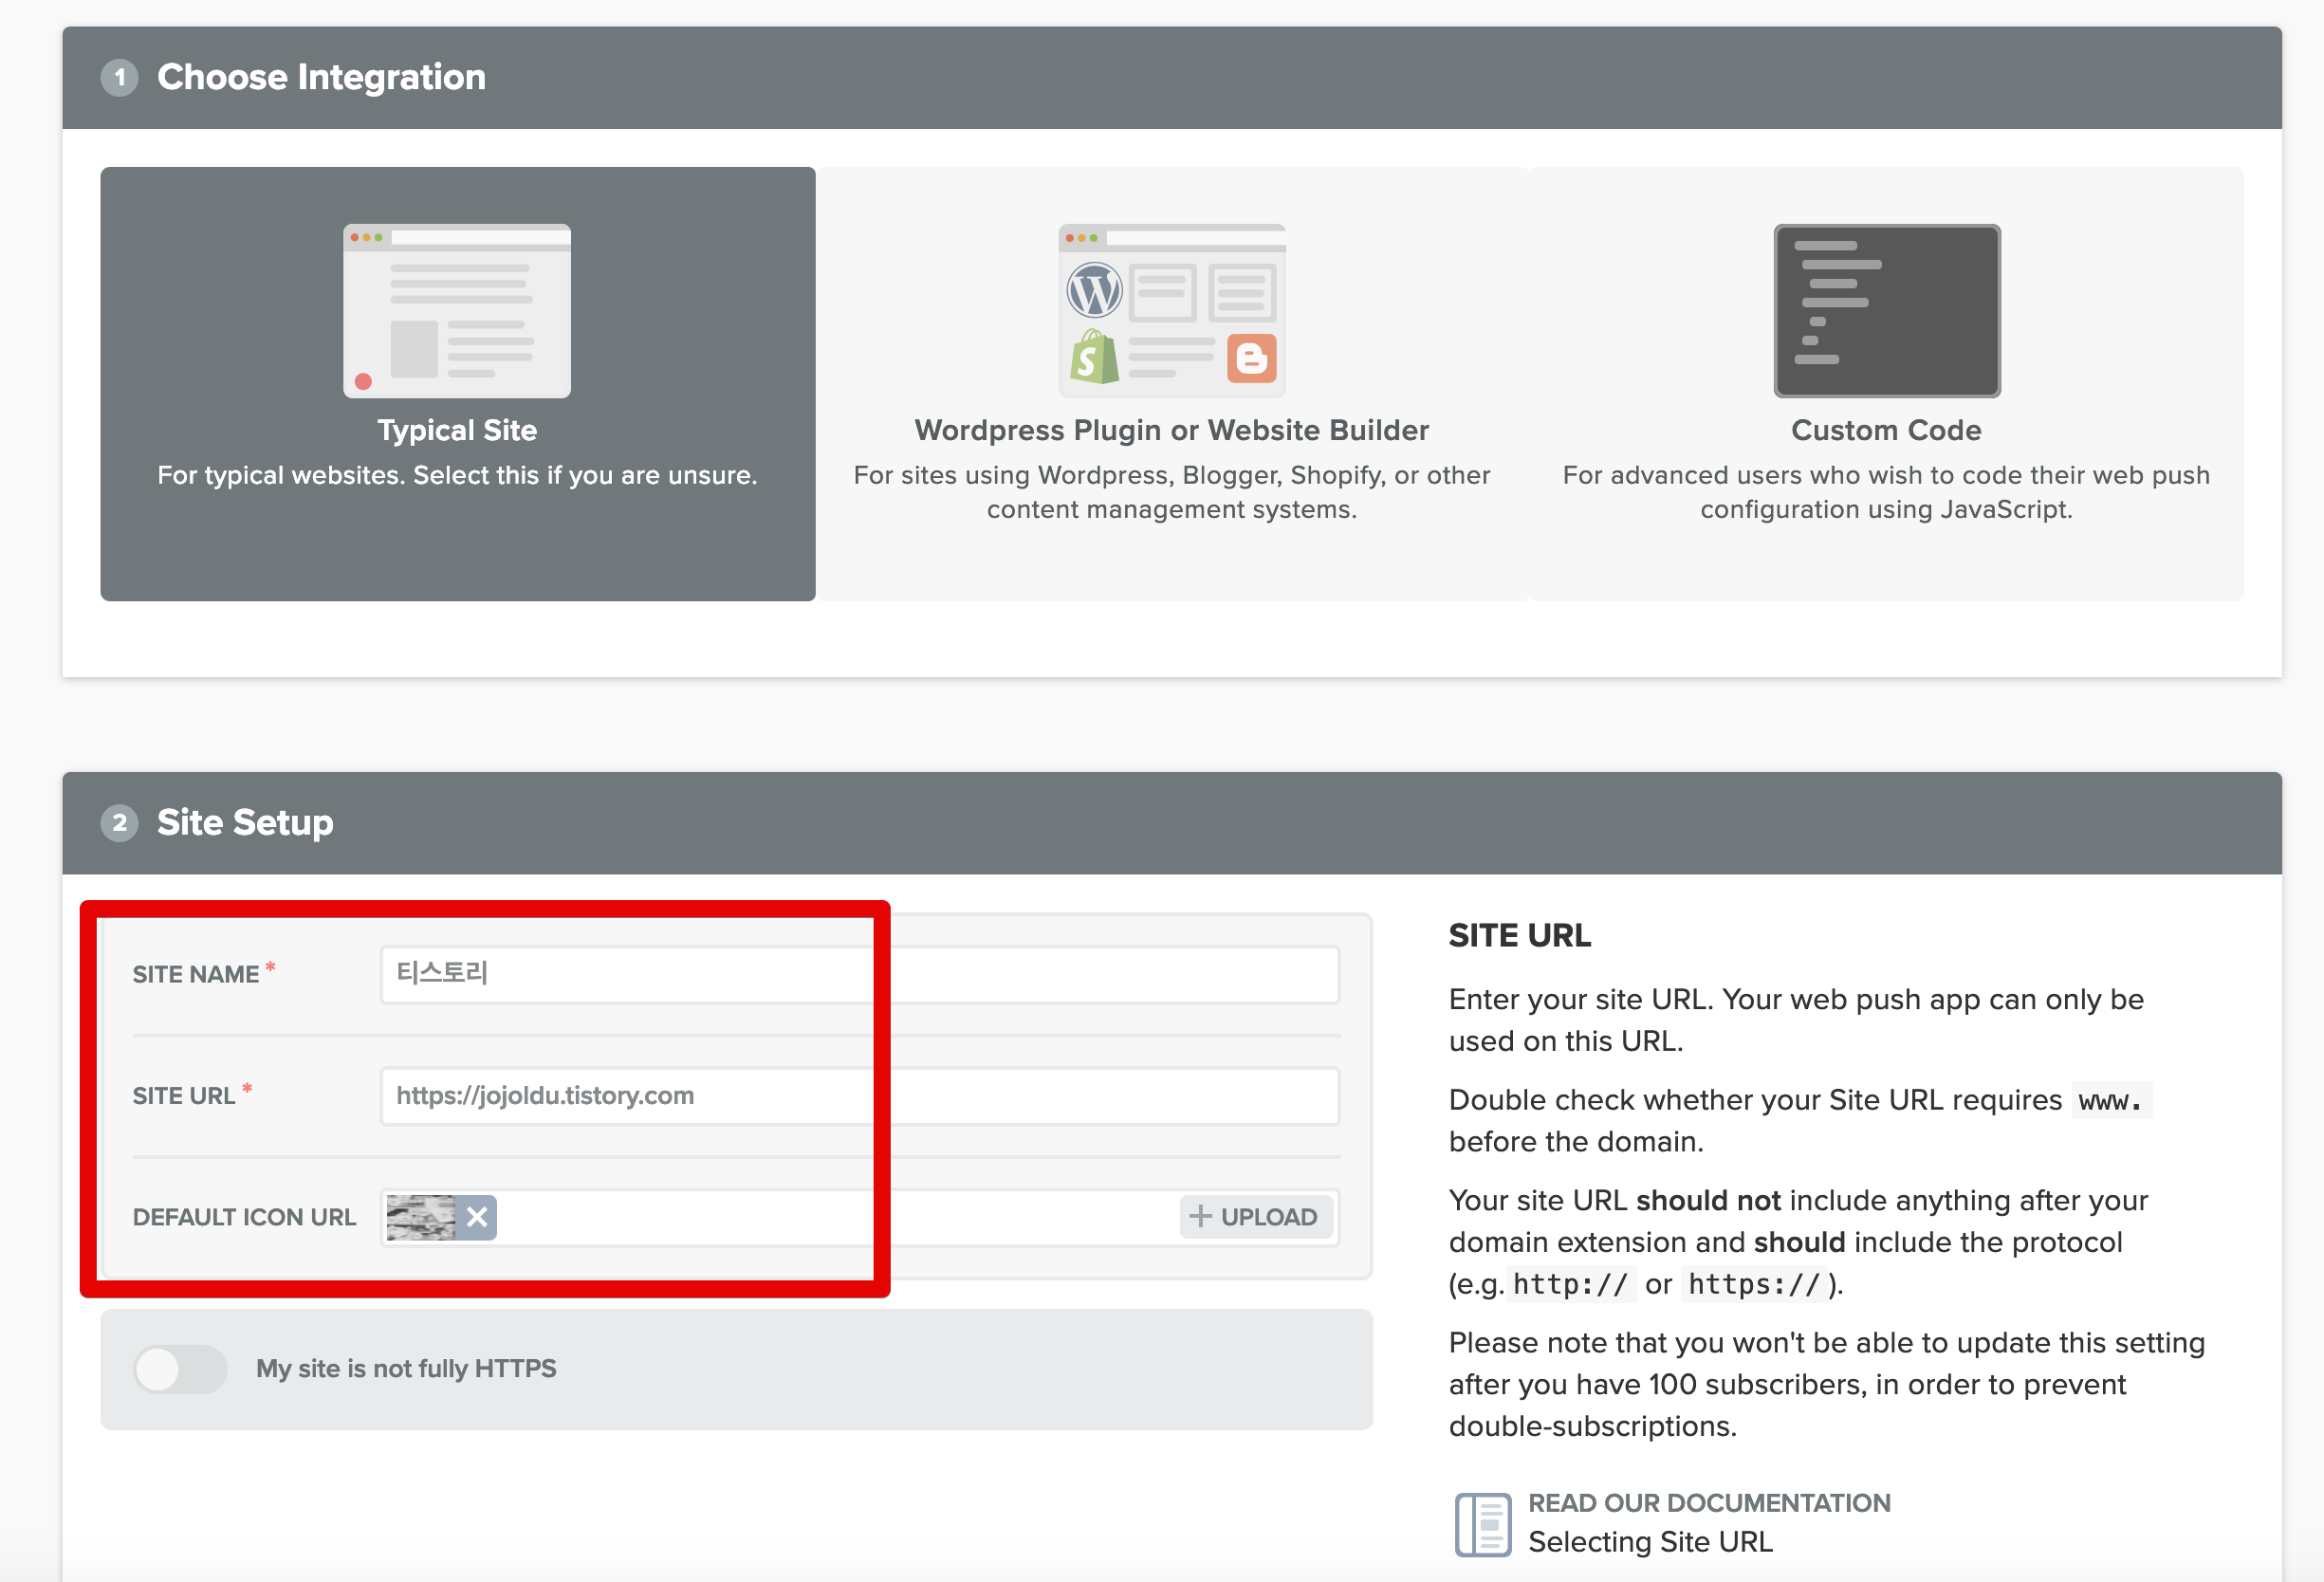 1 Choose Integration
Typical Site
For typical websites. Select this if you are unsure.
Wordpress Plugin or Website Builder
For sites using Wordpress, Blogger, Shopify, or other
content management systems.
Custom Code
For advanced users who wish to code their web push
configuration using JavaScript.
2 Site Setup
SITE NAME *
티스토리
SITE URL *
https://jojoldu.tistory.com
DEFAULT ICON URL
+ UPLOAD
My site is not fully HTTPS
SITE URL
Enter your site URL. Your web push app can only be
used on this URL.
Double check whether your Site URL requires www.
before the domain.
Your site URL should not include anything after your
domain extension and should include the protocol
(e.g. http:// or https://).
Please note that you won't be able to update this setting
after you have 100 subscribers, in order to prevent
double-subscriptions.
READ OUR DOCUMENTATION
Selecting Site URL